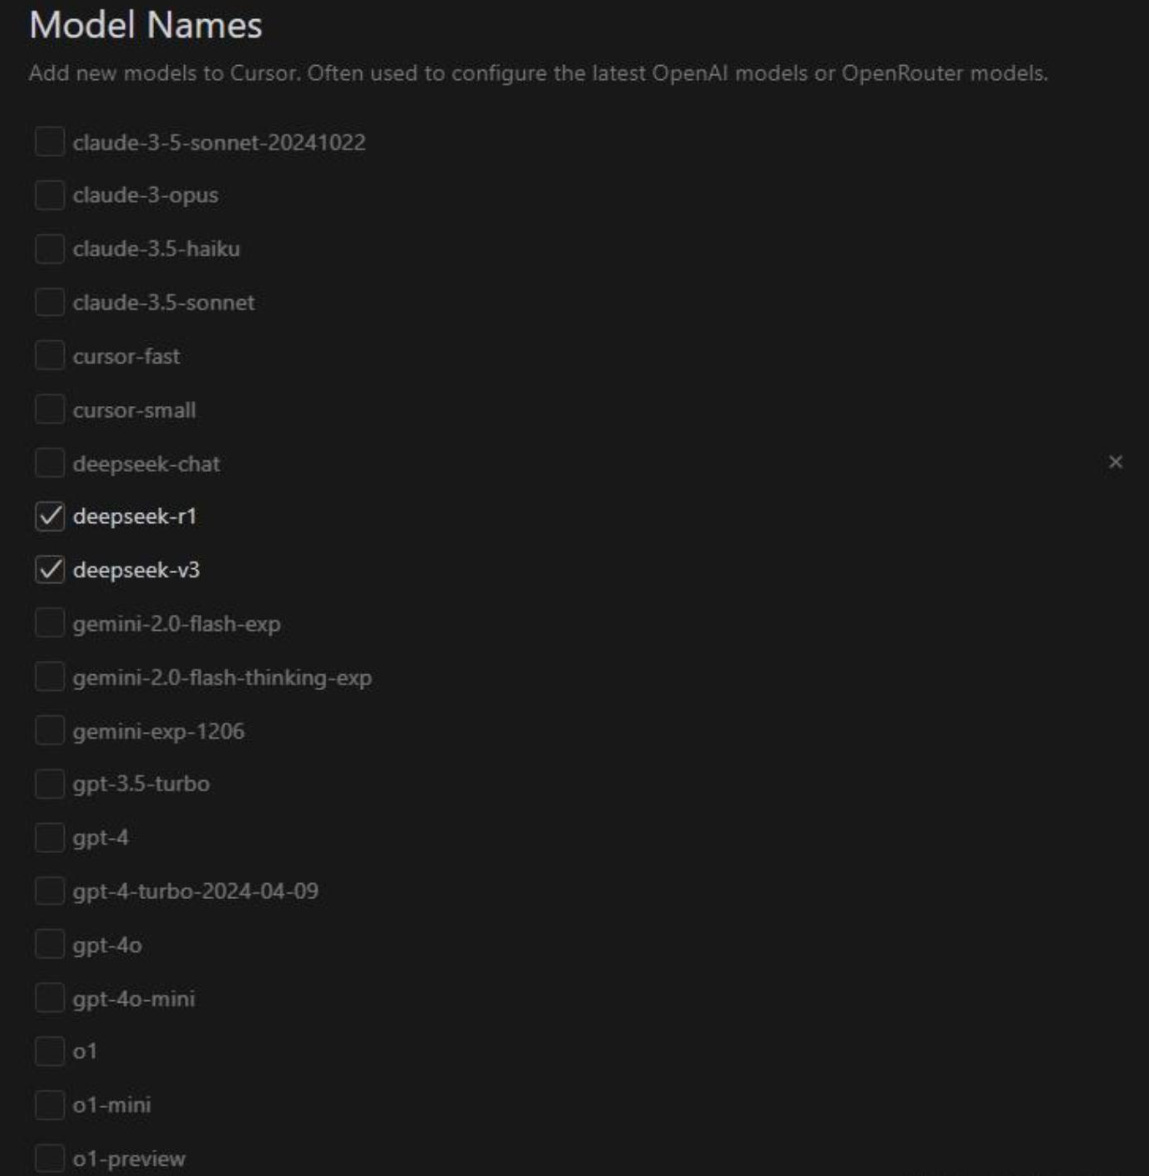 Model Names
Add new models to Cursor. Often used to configure the latest OpenAI models or OpenRouter models.
claude-3-5-sonnet-20241022
claude-3-opus
claude-3.5-haiku
claude-3.5-sonnet
cursor-fast
cursor-small
deepseek-chat
deepseek-r1
deepseek-v3
gemini-2.0-flash-exp
gemini-2.0-flash-thinking-exp
gemini-exp-1206
gpt-3.5-turbo
gpt-4
gpt-4-turbo-2024-04-09
gpt-4o
gpt-4o-mini
o1
o1-mini
o1-preview